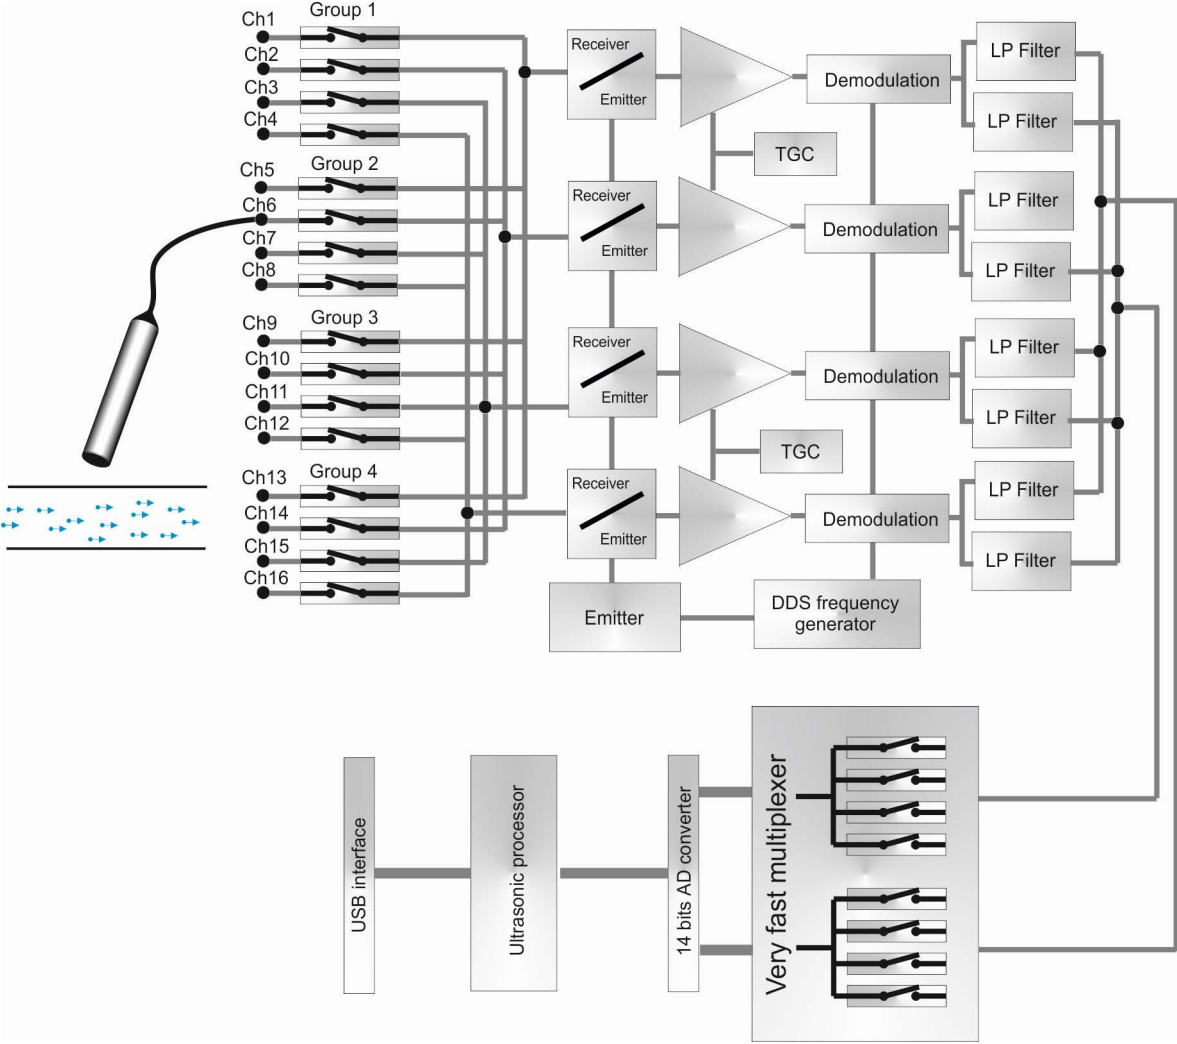 Group 1
Ch1
Ch2
Ch3
Ch4
Group 2
Ch5
Ch6
Ch7
Ch8
Group 3
Ch9
Ch10
Ch11
Ch12
Group 4
Ch13
Ch14
Ch15
Ch16
Receiver
Emitter
Receiver
Emitter
Receiver
Emitter
Receiver
Emitter
Emitter
TGC
TGC
Demodulation
Demodulation
Demodulation
Demodulation
DDS frequency
generator
LP Filter
LP Filter
LP Filter
LP Filter
LP Filter
LP Filter
LP Filter
LP Filter
USB interface
Ultrasonic processor
14 bits AD converter
Very fast multiplexer